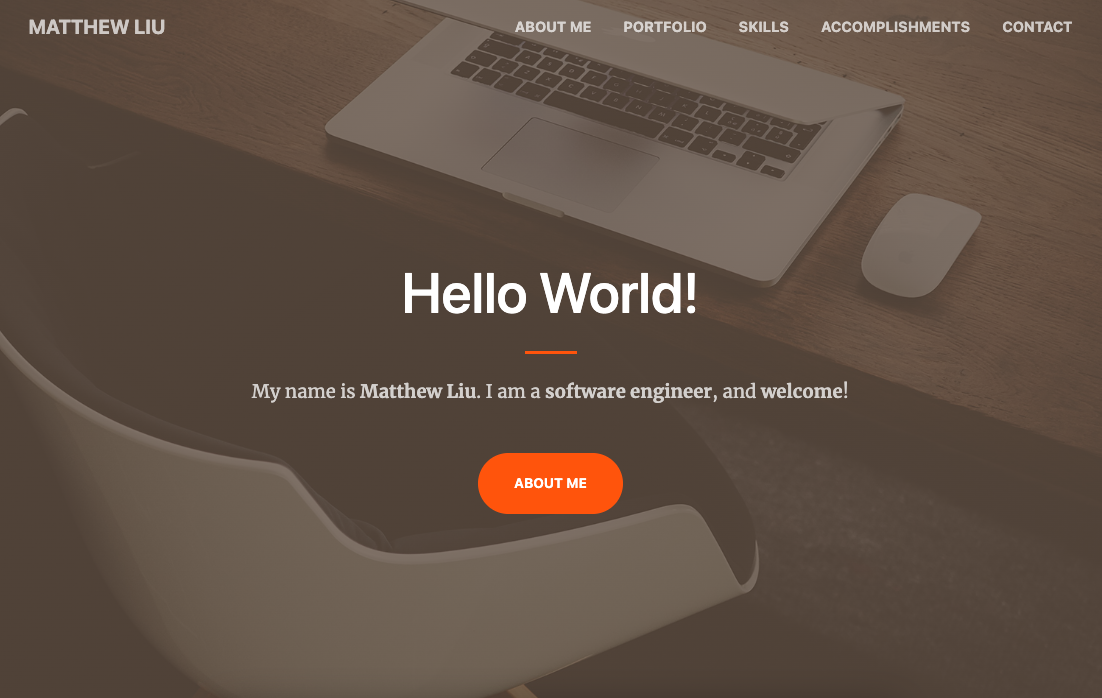 MATTHEW LIU
ABOUT ME
PORTFOLIO
SKILLS
ACCOMPLISHMENTS
CONTACT
Hello World!
My name is Matthew Liu. I am a software engineer, and welcome!
ABOUT ME